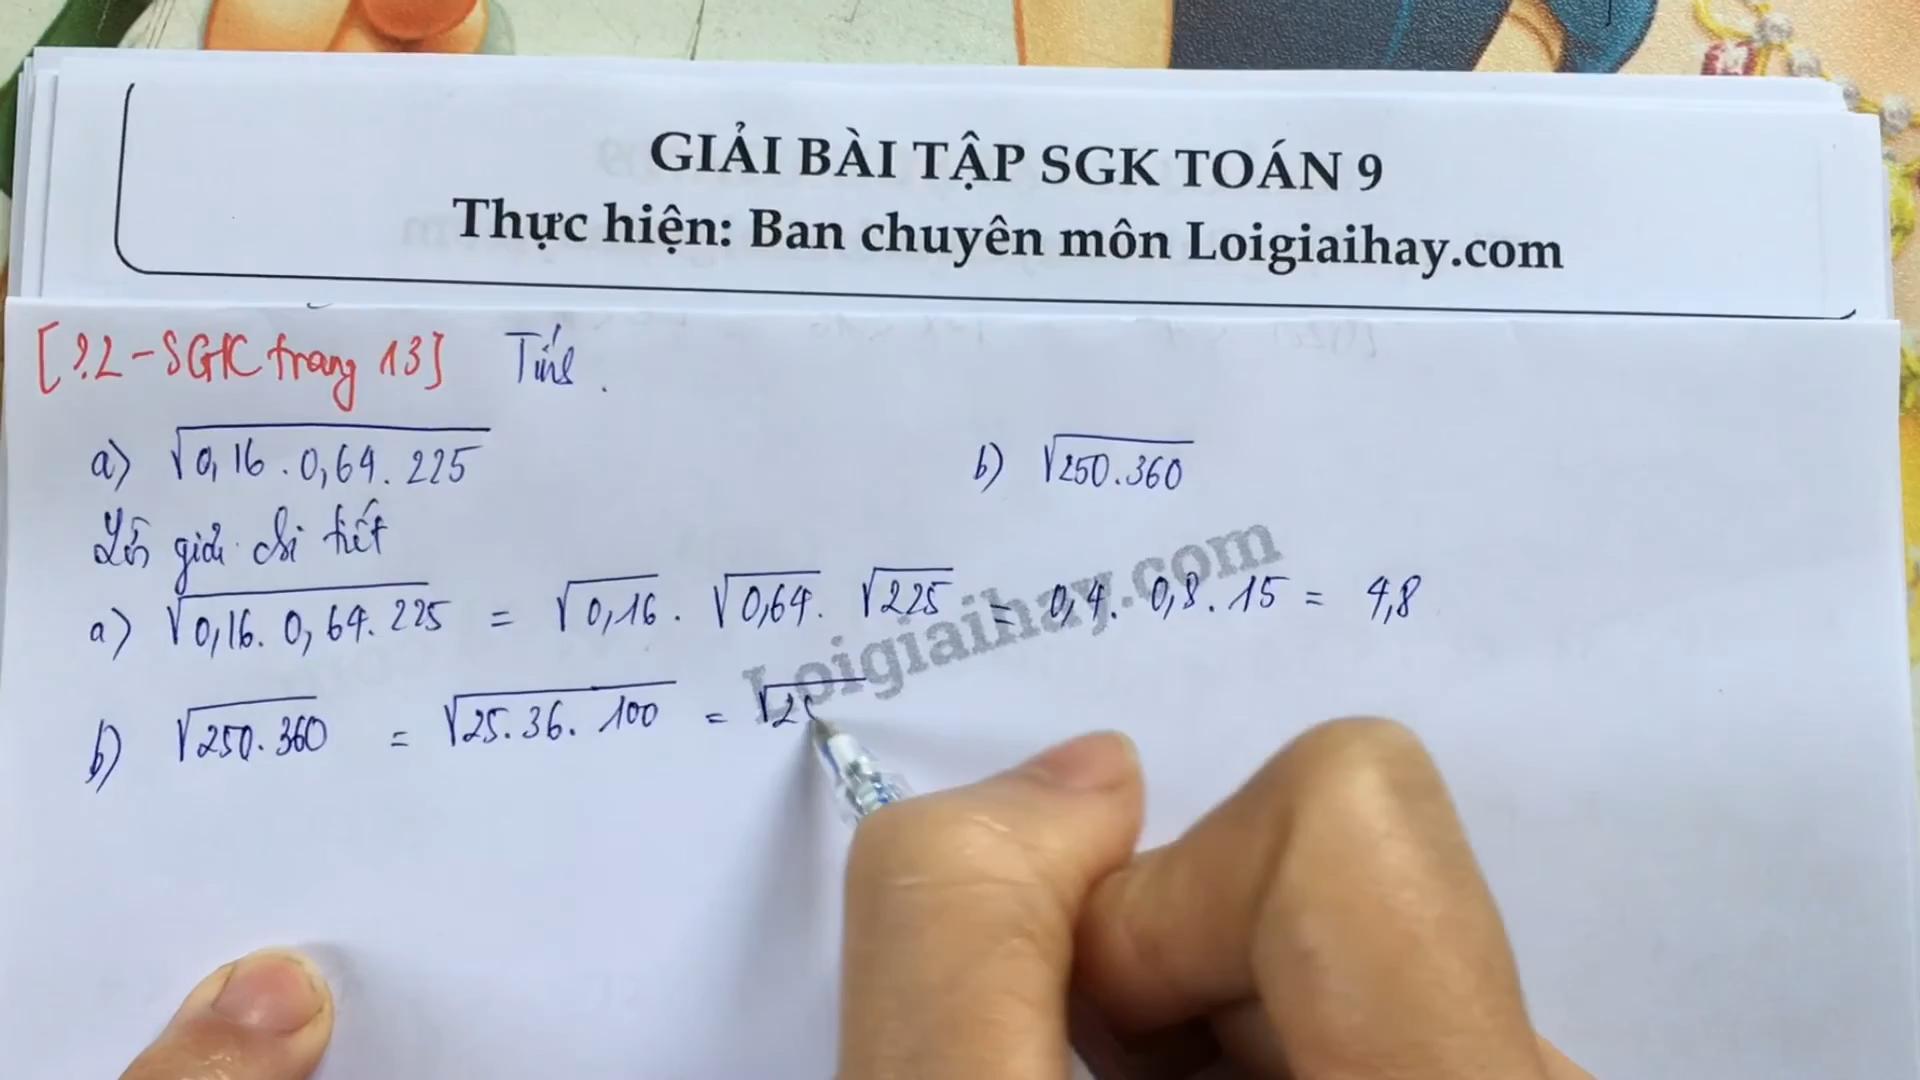 GIẢI BÀI TẬP SGK TOÁN 9
Thực hiện: Ban chuyên môn Loigiaihay.com
[?2 - SGK trang 13] Tính.
a) √0,16 . 0,64 . 225 b) √250.360
Lời giải chi tiết
a) √0,16. 0,64. 225 = √0,16 . √0,64 . √225 = 0,4. 0,8. 15 = 4,8
Loigiaihay.com
b) √250. 360 = √25. 36. 100 = √25